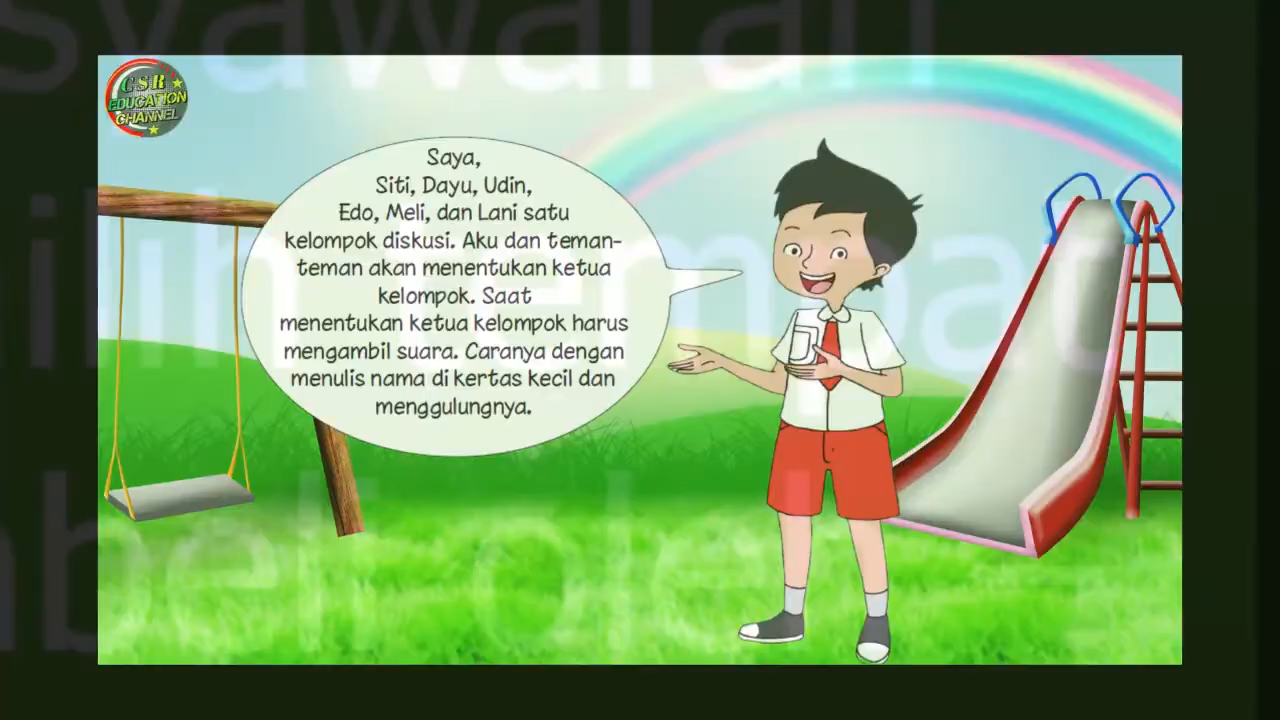 CSR
EDUCATION
CHANNEL
Saya,
Siti, Dayu, Udin,
Edo, Meli, dan Lani satu
kelompok diskusi. Aku dan teman-
teman akan menentukan ketua
kelompok. Saat
menentukan ketua kelompok harus
mengambil suara. Caranya dengan
menulis nama di kertas kecil dan
menggulungnya.